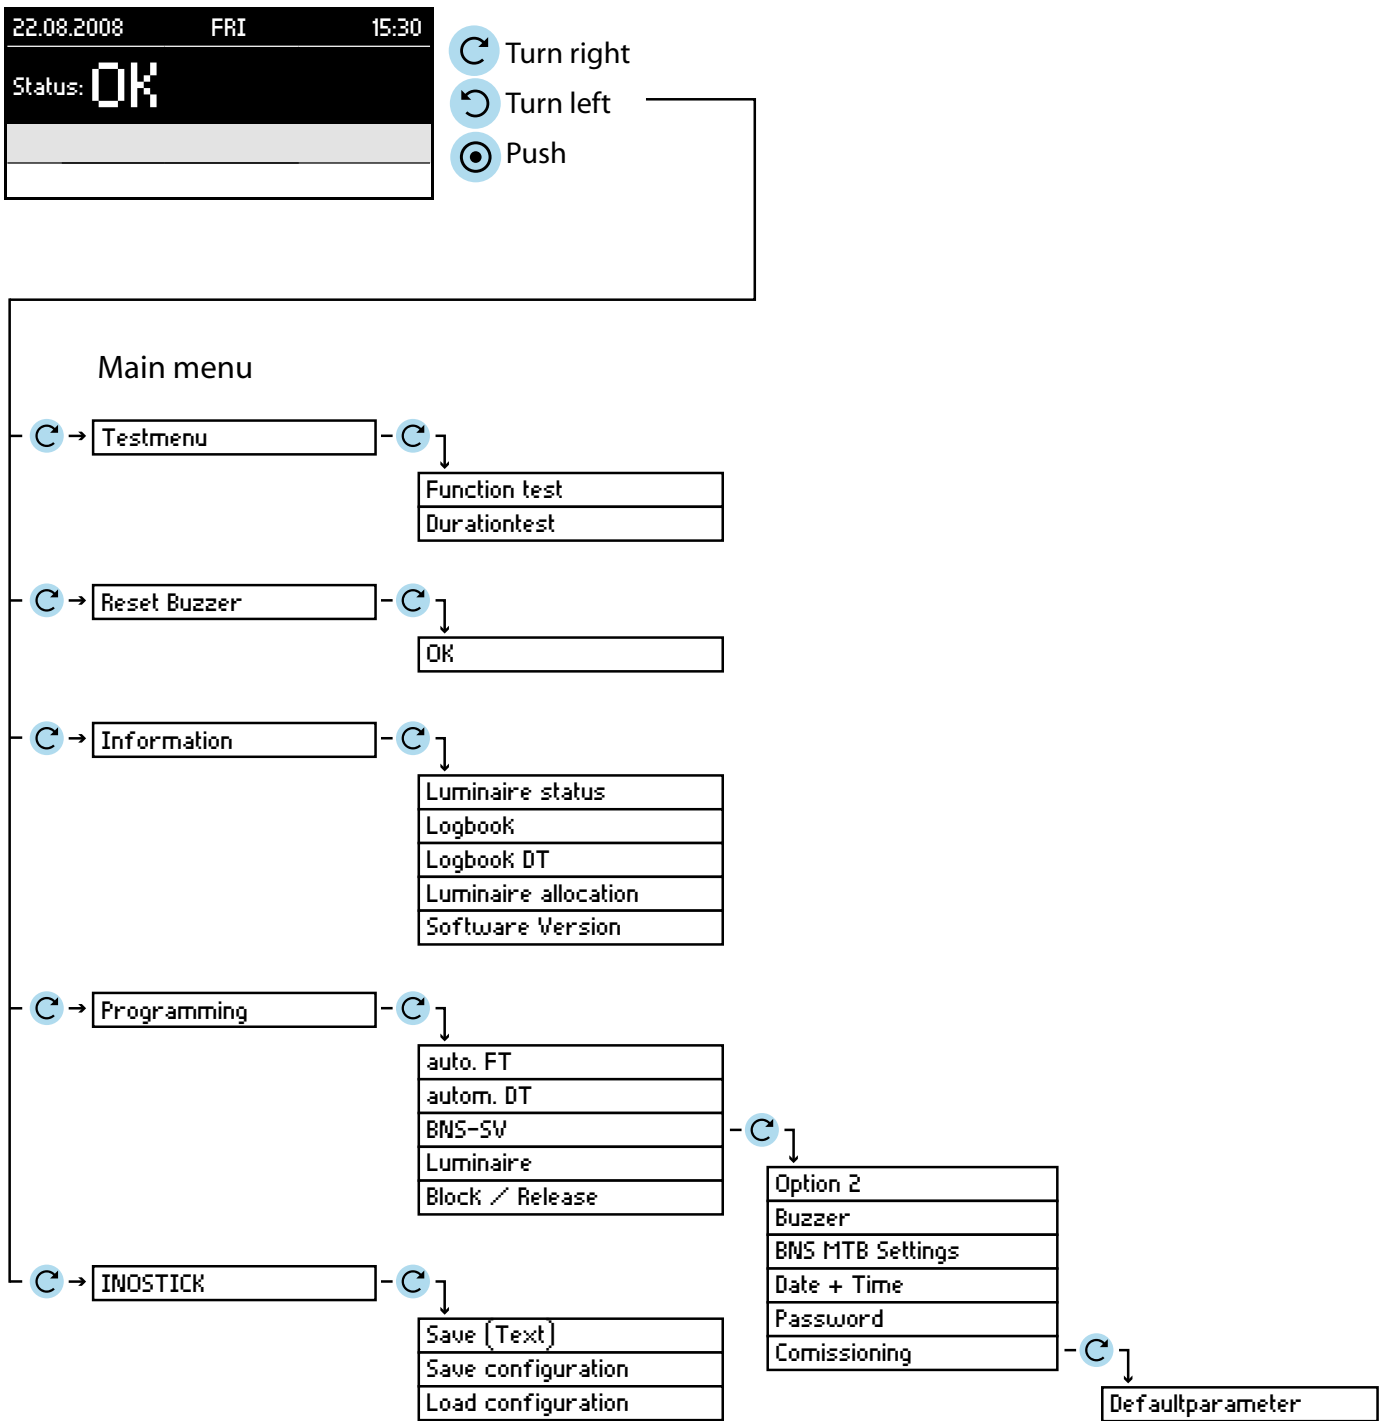 22.08.2008 FRI 15:30
Status: OK
Turn right
Turn left
Push
Main menu
Testmenu
Function test
Durationtest
Reset Buzzer
OK
Information
Luminaire status
Logbook
Logbook DT
Luminaire allocation
Software Version
Programming
auto. FT
autom. DT
BNS-SV
Luminaire
Block / Release
Option 2
Buzzer
BNS MTB Settings
Date + Time
Password
Comissioning
Defaultparameter
INOSTICK
Save (Text)
Save configuration
Load configuration